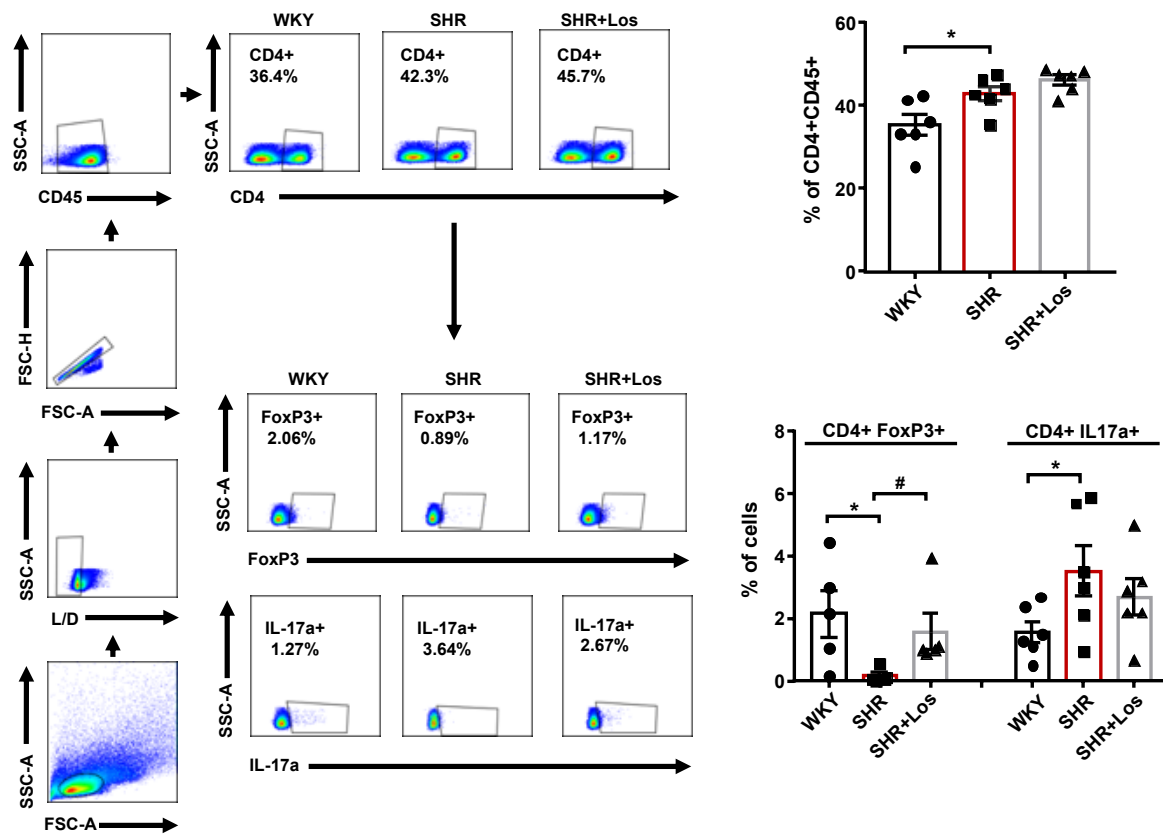 WKY
SHR
SHR+Los
SSC-A
CD45
SSC-A
CD4+
36.4%
CD4+
42.3%
CD4+
45.7%
CD4
FSC-H
FSC-A
SSC-A
L/D
SSC-A
FSC-A
WKY
SHR
SHR+Los
SSC-A
FoxP3+
2.06%
FoxP3+
0.89%
FoxP3+
1.17%
FoxP3
SSC-A
IL-17a+
1.27%
IL-17a+
3.64%
IL-17a+
2.67%
IL-17a
% of CD4+CD45+
60
40
20
0
*
WKY
SHR
SHR+Los
CD4+ FoxP3+
CD4+ IL17a+
% of cells
8
6
4
2
0
*
#
*
WKY
SHR
SHR+Los
WKY
SHR
SHR+Los